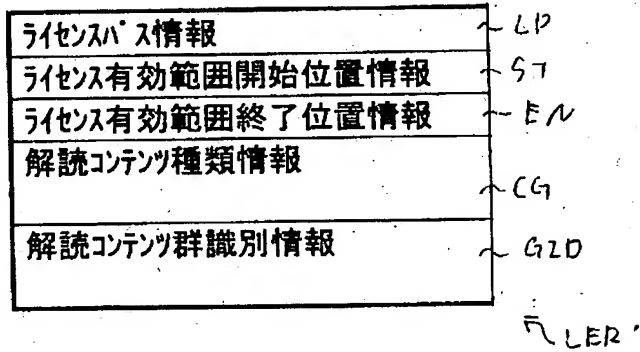 ライセンスパス情報 LP
ライセンス有効範囲開始位置情報 ST
ライセンス有効範囲終了位置情報 EN
解読コンテンツ種類情報
CG
解読コンテンツ群識別情報 GID
LER